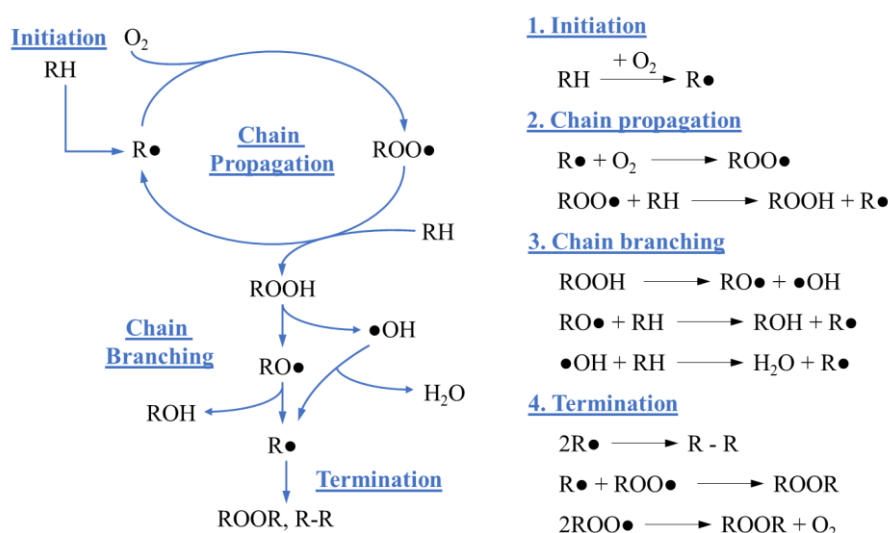 Initiation
O₂
RH
R●
Chain
Propagation
ROO●
RH
ROOH
Chain
Branching
●OH
RO●
H₂O
ROH
R●
Termination
ROOR, R-R
1. Initiation
RH + O₂ → R●
2. Chain propagation
R● + O₂ → ROO●
ROO● + RH → ROOH + R●
3. Chain branching
ROOH → RO● + ●OH
RO● + RH → ROH + R●
●OH + RH → H₂O + R●
4. Termination
2R● → R - R
R● + ROO● → ROOR
2ROO● → ROOR + O₂